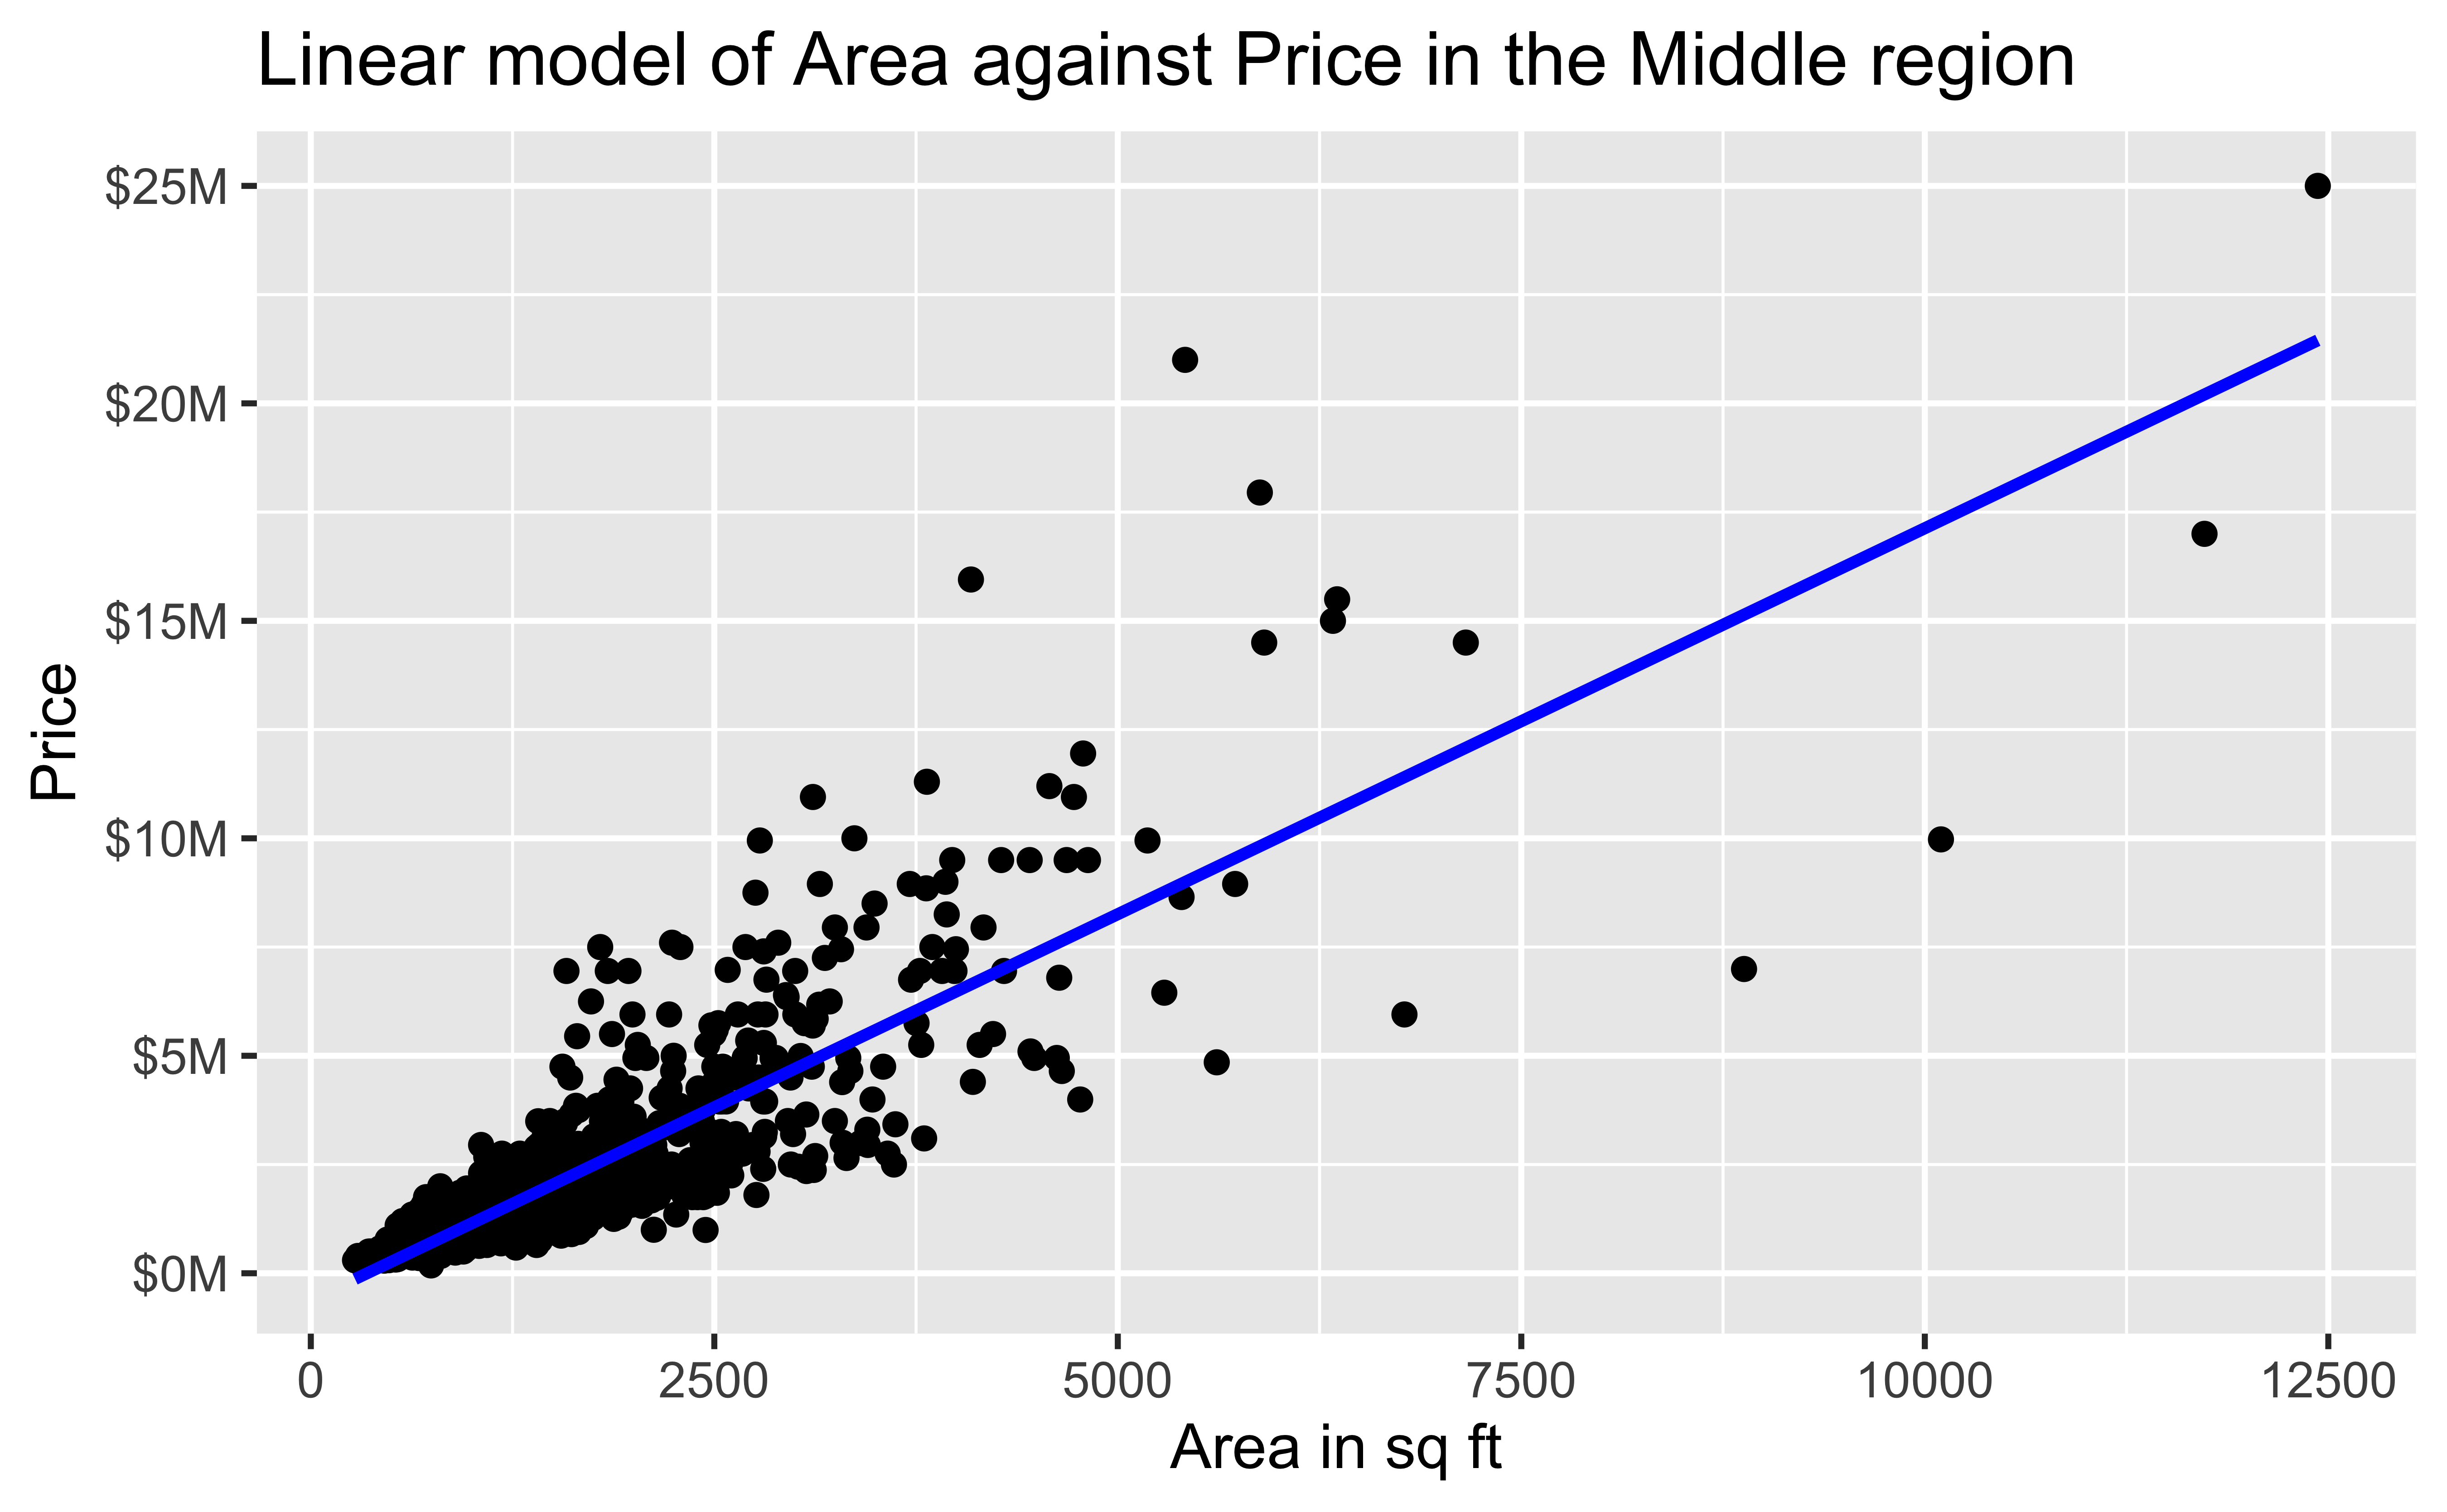 Linear model of Area against Price in the Middle region
$25M
$20M
$15M
$10M
$5M
$0M
Price
0 2500 5000 7500 10000 12500
Area in sq ft